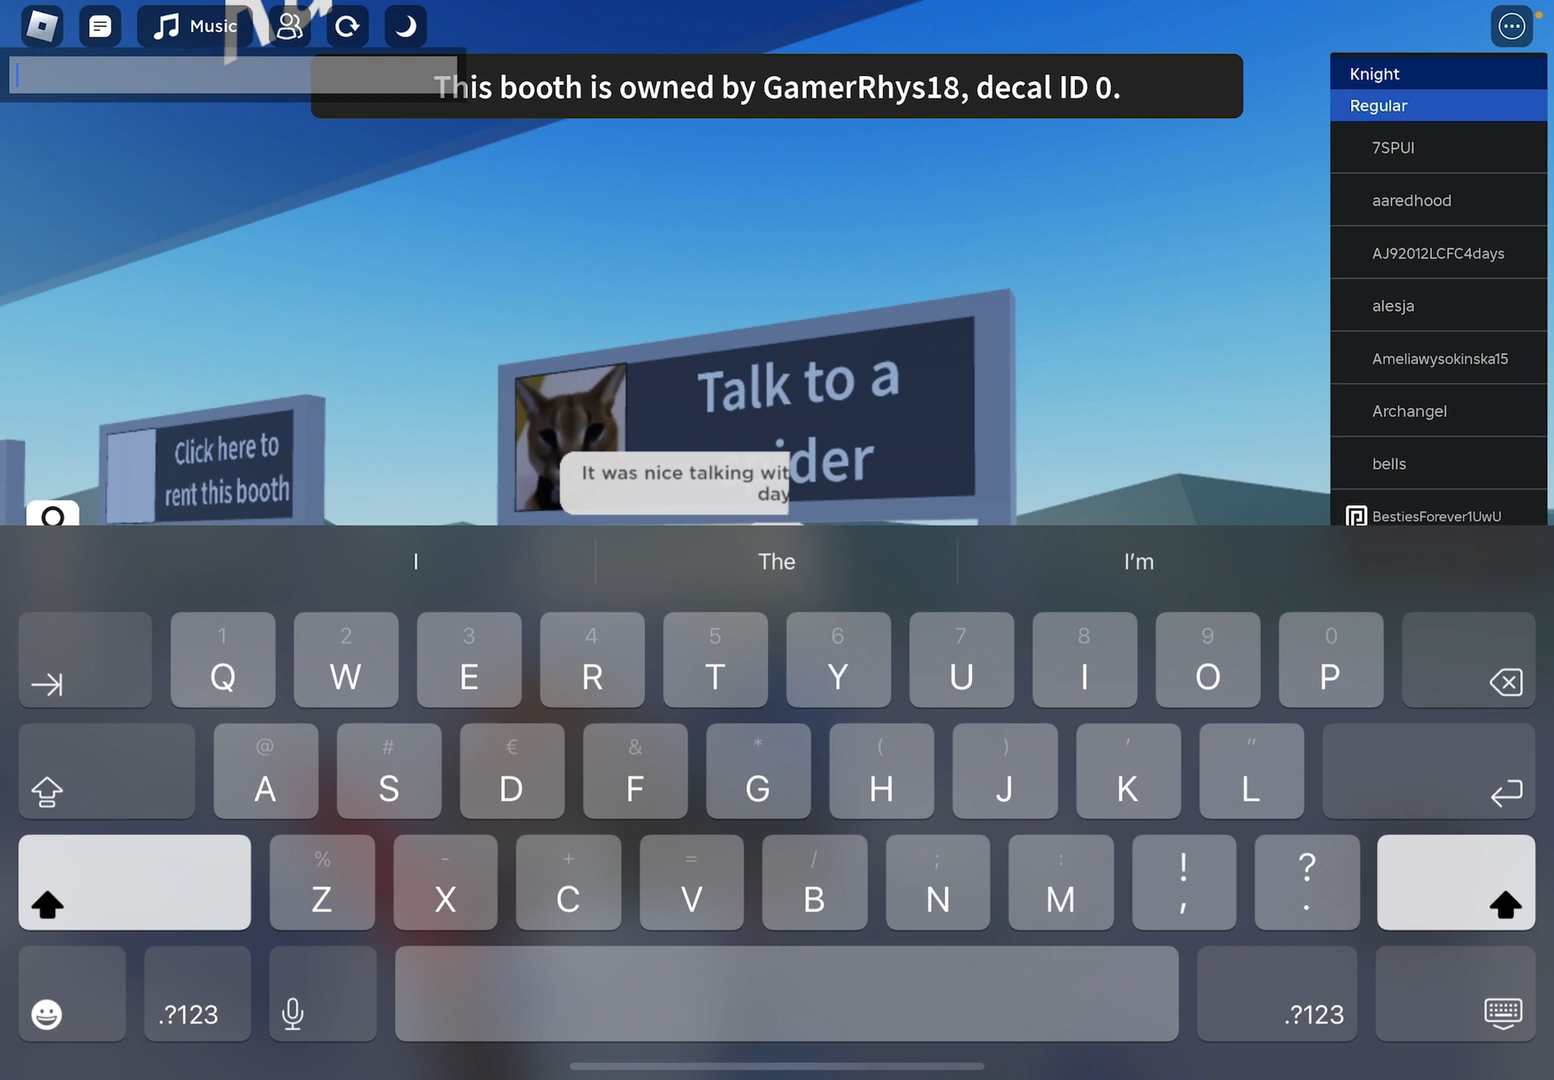 Music
This booth is owned by GamerRhys18, decal ID 0.
Knight
Regular
7SPUI
aaredhood
AJ92012LCFC4days
alesja
Ameliawysokinska15
Archangel
bells
BestiesForever1UwU
Talk to a
Click here to
rent this booth
It was nice talking wit
day
I
The
I'm
1 2 3 4 5 6 7 8 9 0
Q W E R T Y U I O P
@ # € & * ( ) ' "
A S D F G H J K L
% - + = / ; : ! ?
Z X C V B N M , .
.?123
.?123